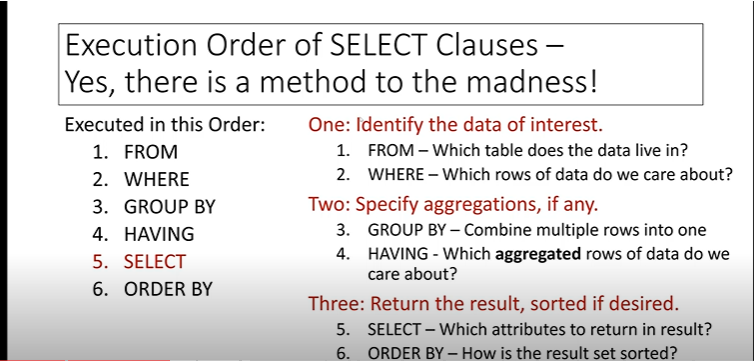 Execution Order of SELECT Clauses –
Yes, there is a method to the madness!
Executed in this Order:
1. FROM
2. WHERE
3. GROUP BY
4. HAVING
5. SELECT
6. ORDER BY
One: Identify the data of interest.
1. FROM – Which table does the data live in?
2. WHERE – Which rows of data do we care about?
Two: Specify aggregations, if any.
3. GROUP BY – Combine multiple rows into one
4. HAVING - Which aggregated rows of data do we
care about?
Three: Return the result, sorted if desired.
5. SELECT – Which attributes to return in result?
6. ORDER BY – How is the result set sorted?